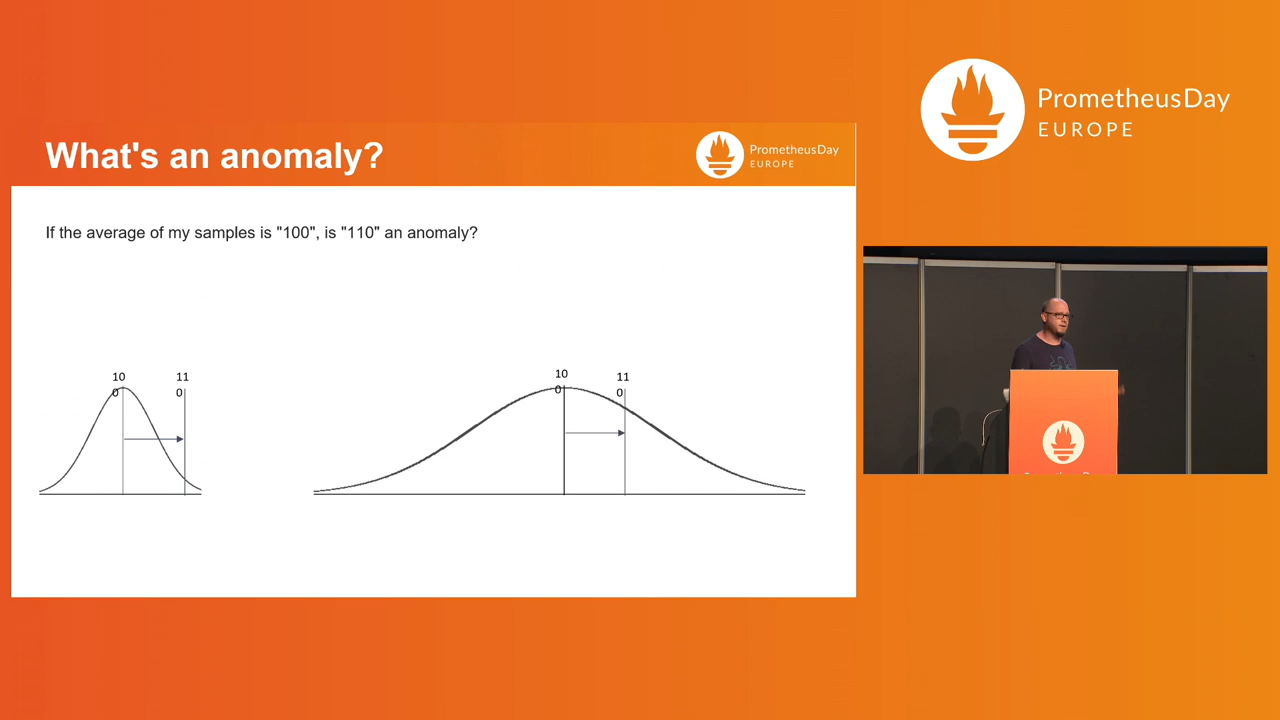 PrometheusDay
EUROPE
What's an anomaly?
PrometheusDay
EUROPE
If the average of my samples is "100", is "110" an anomaly?
10
0
11
0
10
0
11
0